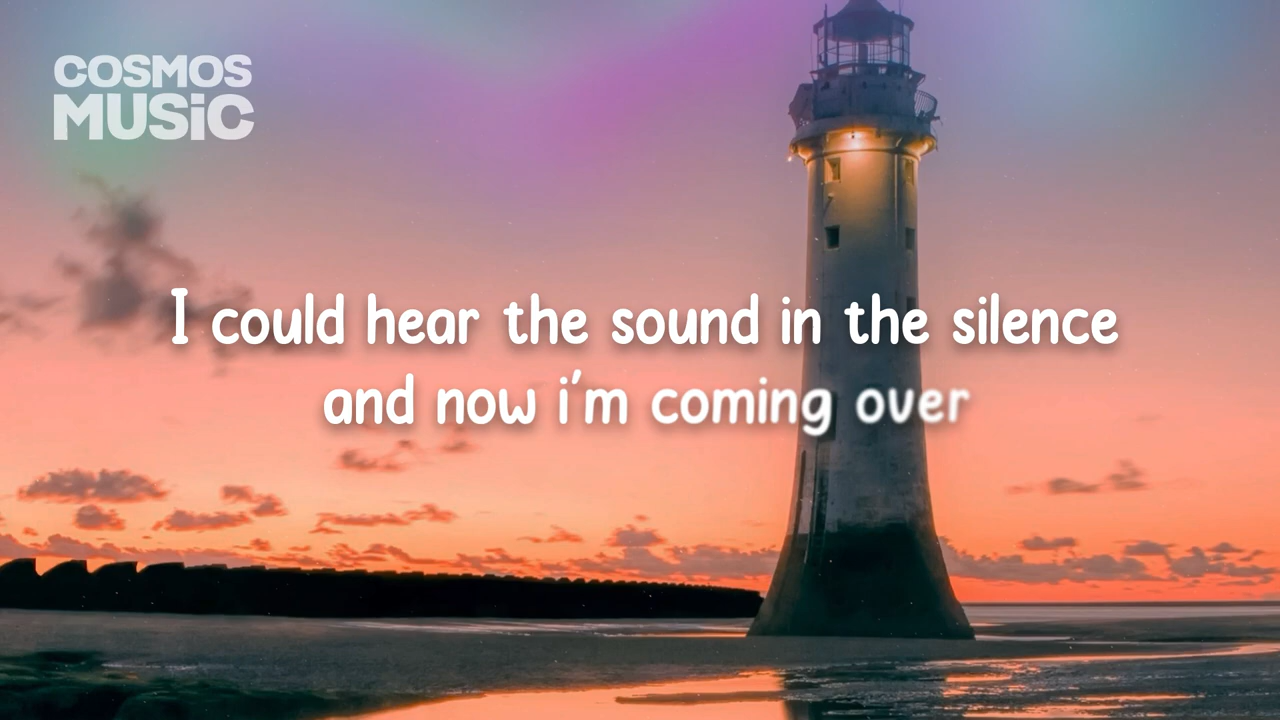 COSMOS
MUSiC
I could hear the sound in the silence
and now i'm coming over